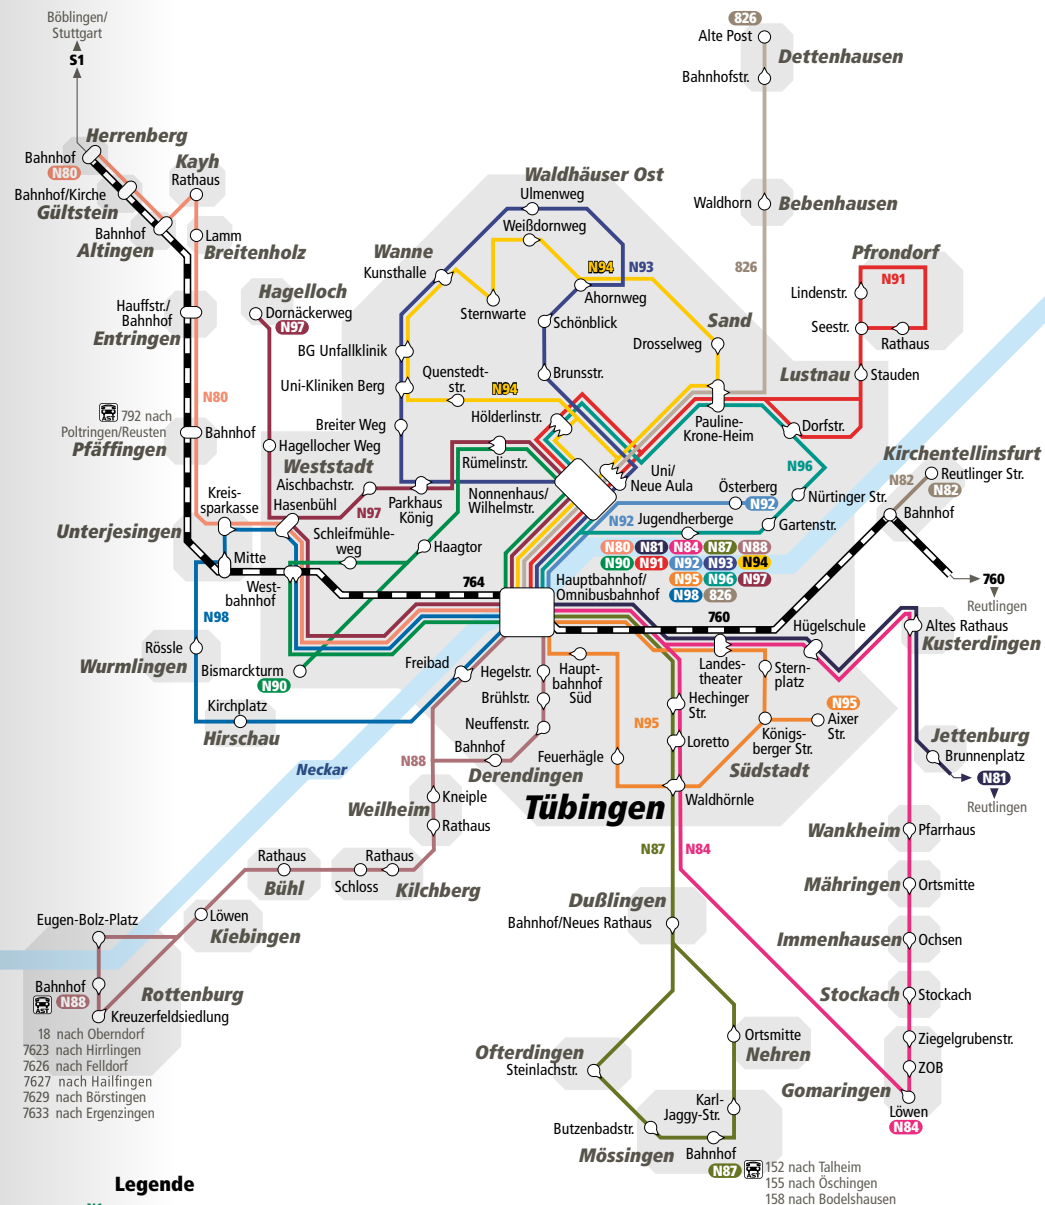 Böblingen/
Stuttgart
S1
826
Alte Post
Dettenhausen
Bahnhofstr.
Herrenberg
Bahnhof
N80
Kayh
Rathaus
Bahnhof/Kirche
Gültstein
Bahnhof
Altingen
Lamm
Breitenholz
Waldhäuser Ost
Ulmenweg
Weißdornweg
Waldhorn
Bebenhausen
Wanne
Kunsthalle
N94
N93
826
Pfrondorf
N91
Lindenstr.
Seestr.
Rathaus
Hauffstr./
Bahnhof
Entringen
Hagelloch
Dornäckerweg
N97
Sternwarte
Ahornweg
Schönblick
Sand
Drosselweg
BG Unfallklinik
Uni-Kliniken Berg
Quenstedt-
str.
N94
Brunsstr.
Lustnau
Stauden
N80
792 nach
Poltringen/Reusten
AST
Pfäffingen
Bahnhof
Hagellocher Weg
Breiter Weg
Hölderlinstr.
Pauline-
Krone-Heim
Dorfstr.
Weststadt
Aischbachstr.
Rümelinstr.
Uni/
Neue Aula
N96
Kirchentellinsfurt
Reutlinger Str.
N82
N82
Bahnhof
Kreis-
sparkasse
Hasenbühl
N97
Parkhaus
König
Nonnenhaus/
Wilhelmstr.
Österberg
N92
Nürtinger Str.
Unterjesingen
Schleifmühle-
weg
Haagtor
N92
Jugendherberge
Gartenstr.
Mitte
West-
bahnhof
N80 N81 N84 N87 N88
N90 N91 N92 N93 N94
N95 N96 N97
N98 826
764
Hauptbahnhof/
Omnibusbahnhof
760
760
Reutlingen
N98
Rössle
Wurmlingen
Bismarckturm
N90
Freibad
Hegelstr.
Haupt-
bahnhof
Süd
Landes-
theater
Stern-
platz
Hügelschule
Altes Rathaus
Kusterdingen
Kirchplatz
Hirschau
Brühlstr.
Neuffenstr.
Hechinger
Str.
N95
N95
Aixer
Str.
Königs-
berger Str.
Loretto
Südstadt
Jettenburg
Brunnenplatz
N81
Reutlingen
Neckar
N88
Bahnhof
Derendingen
Feuerhägle
Waldhörnle
Tübingen
Weilheim
Kneiple
Rathaus
Wankheim
Pfarrhaus
N87
N84
Rathaus
Bühl
Rathaus
Schloss
Kilchberg
Mähringen
Ortsmitte
Dußlingen
Bahnhof/Neues Rathaus
Eugen-Bolz-Platz
Löwen
Kiebingen
Immenhausen
Ochsen
Bahnhof
AST
N88
Rottenburg
Kreuzerfeldsiedlung
Stockach
Stockach
18 nach Oberndorf
7623 nach Hirrlingen
7626 nach Felldorf
7627 nach Hailfingen
7629 nach Börstingen
7633 nach Ergenzingen
Ofterdingen
Steinlachstr.
Ortsmitte
Nehren
Ziegelgrubenstr.
ZOB
Gomaringen
Löwen
N84
Karl-
Jaggy-Str.
Butzenbadstr.
Mössingen
Bahnhof
N87
AST
152 nach Talheim
155 nach Öschingen
158 nach Bodelshausen
Legende